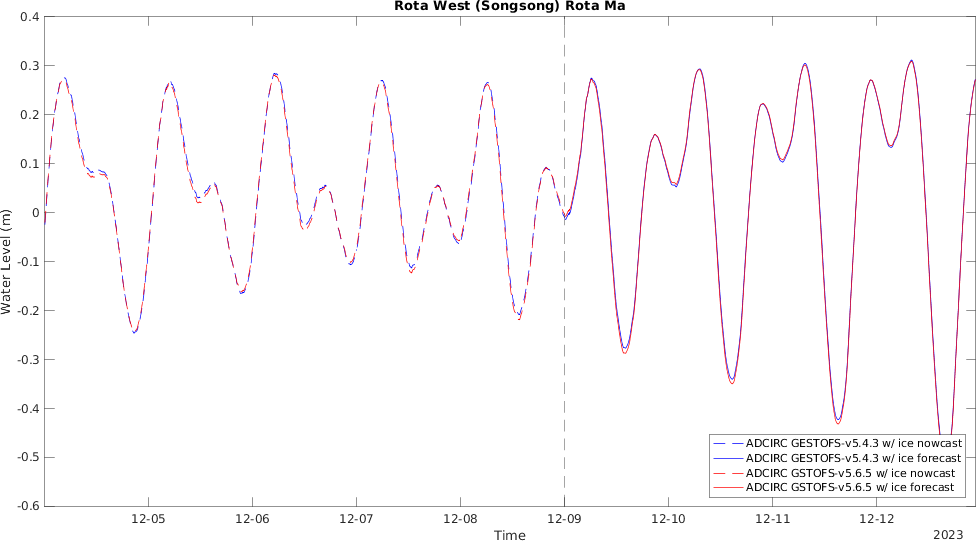 Rota West (Songsong) Rota Ma
0.4
0.3
0.2
0.1
0
-0.1
-0.2
-0.3
-0.4
-0.5
-0.6
Water Level (m)
ADCIRC GESTOFS-v5.4.3 w/ ice nowcast
ADCIRC GESTOFS-v5.4.3 w/ ice forecast
ADCIRC GSTOFS-v5.6.5 w/ ice nowcast
ADCIRC GSTOFS-v5.6.5 w/ ice forecast
12-05 12-06 12-07 12-08 12-09 12-10 12-11 12-12
Time
2023